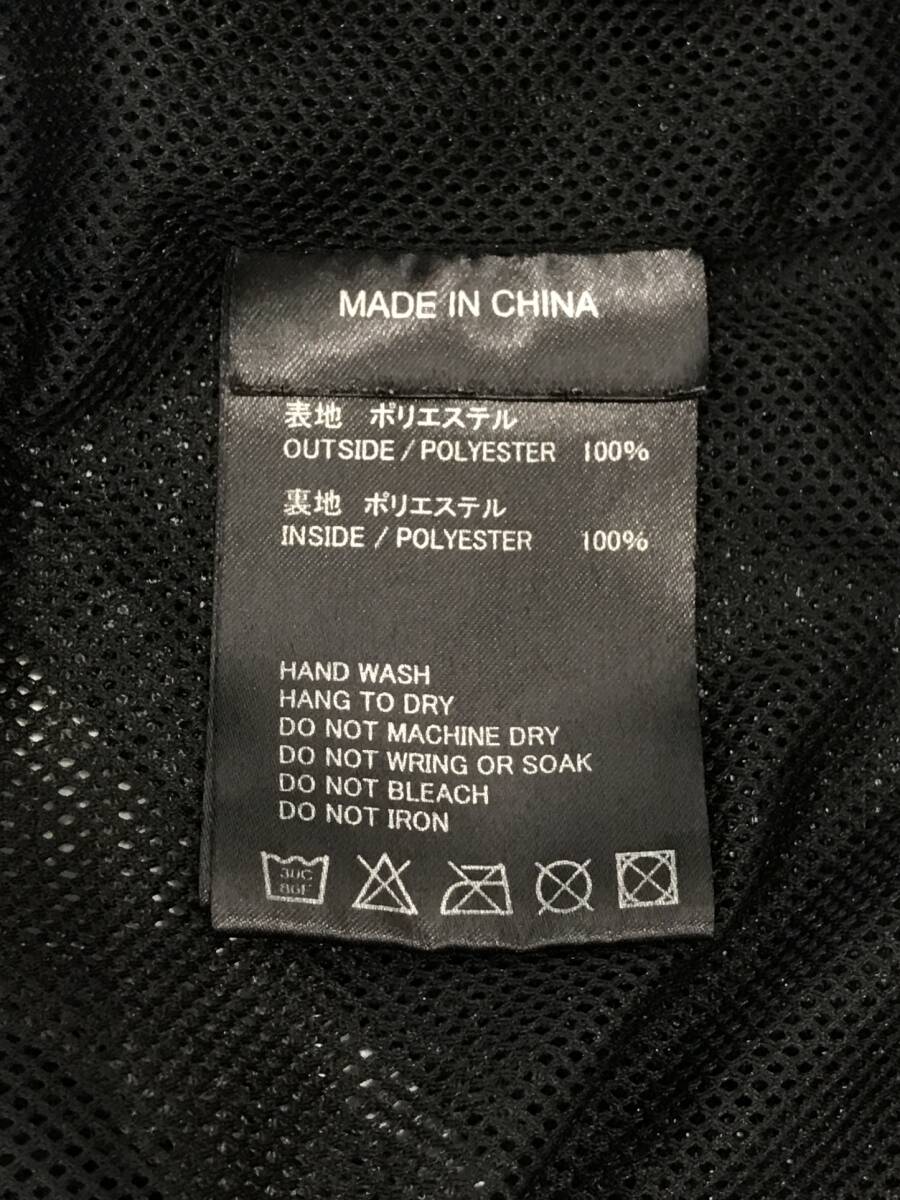 MADE IN CHINA
表地 ポリエステル
OUTSIDE / POLYESTER 100%
裏地 ポリエステル
INSIDE / POLYESTER 100%
HAND WASH
HANG TO DRY
DO NOT MACHINE DRY
DO NOT WRING OR SOAK
DO NOT BLEACH
DO NOT IRON
30C
86F